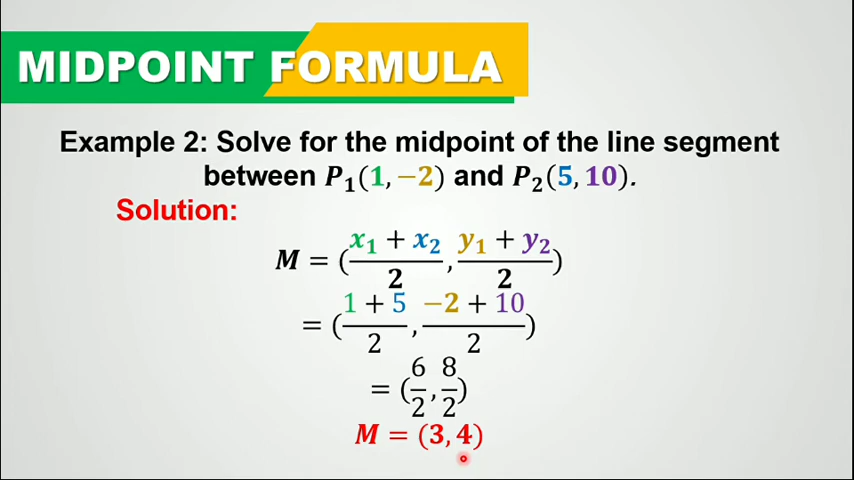 MIDPOINT FORMULA
Example 2: Solve for the midpoint of the line segment
between P₁(1, −2) and P₂(5, 10).
Solution:
M = (x₁ + x₂/2, y₁ + y₂/2)
= (1 + 5/2, −2 + 10/2)
= (6/2, 8/2)
M = (3, 4)